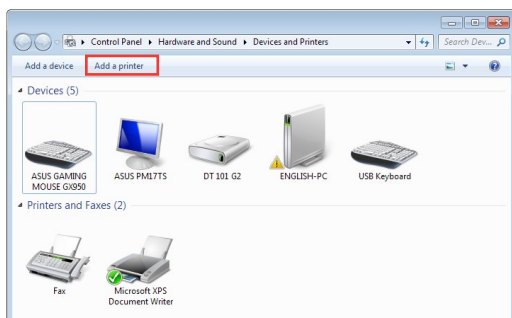 Control Panel ▸ Hardware and Sound ▸ Devices and Printers
Search Dev...
Add a device Add a printer
Devices (5)
ASUS GAMING
MOUSE GX950
ASUS PM17TS
DT 101 G2
ENGLISH-PC
USB Keyboard
Printers and Faxes (2)
Fax
Microsoft XPS
Document Writer